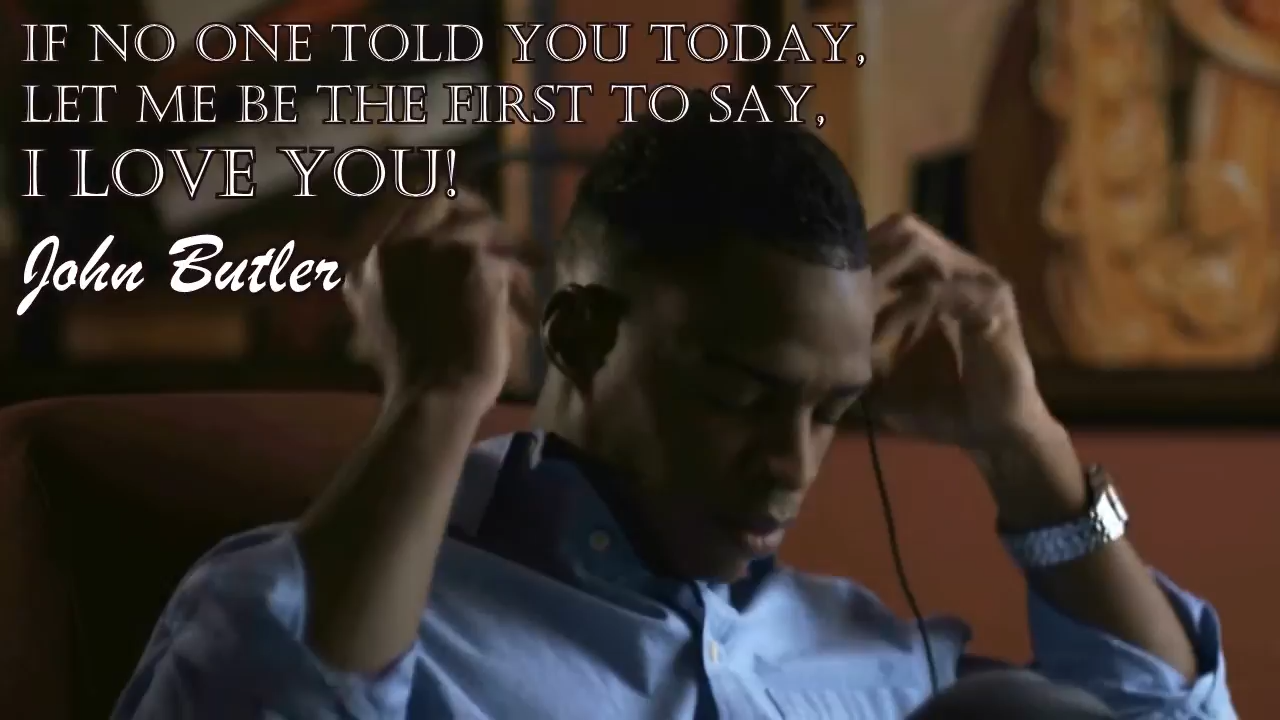 IF NO ONE TOLD YOU TODAY,
LET ME BE THE FIRST TO SAY,
I LOVE YOU!
John Butler